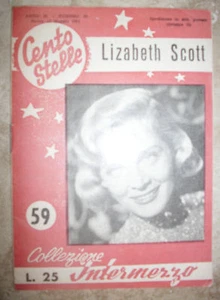 Cento
Stelle
Lizabeth Scott
59
Collezione
L. 25 Intermezzo